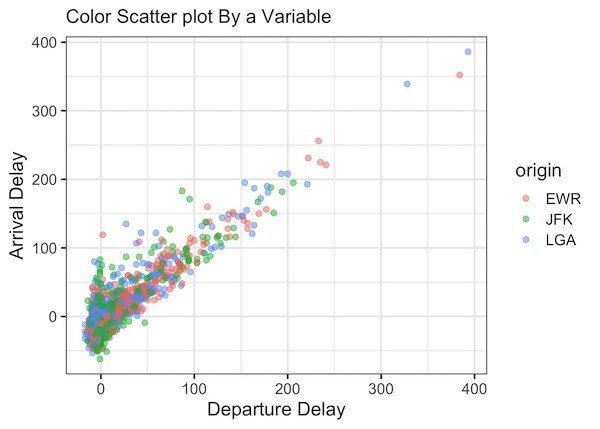 Color Scatter plot By a Variable
400
300
200
100
0
Arrival Delay
0 100 200 300 400
Departure Delay
origin
EWR
JFK
LGA